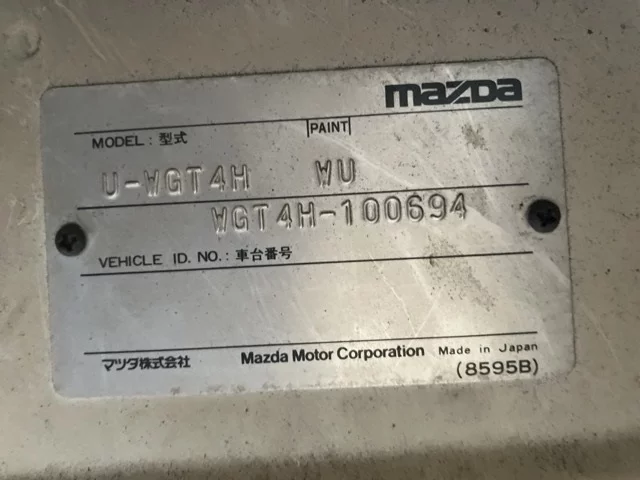 mazda
MODEL : 型式 PAINT
U-WGT4H WU
WGT4H-100694
VEHICLE ID. NO. : 車台番号
マツダ株式会社 Mazda Motor Corporation Made in Japan
(8595B)